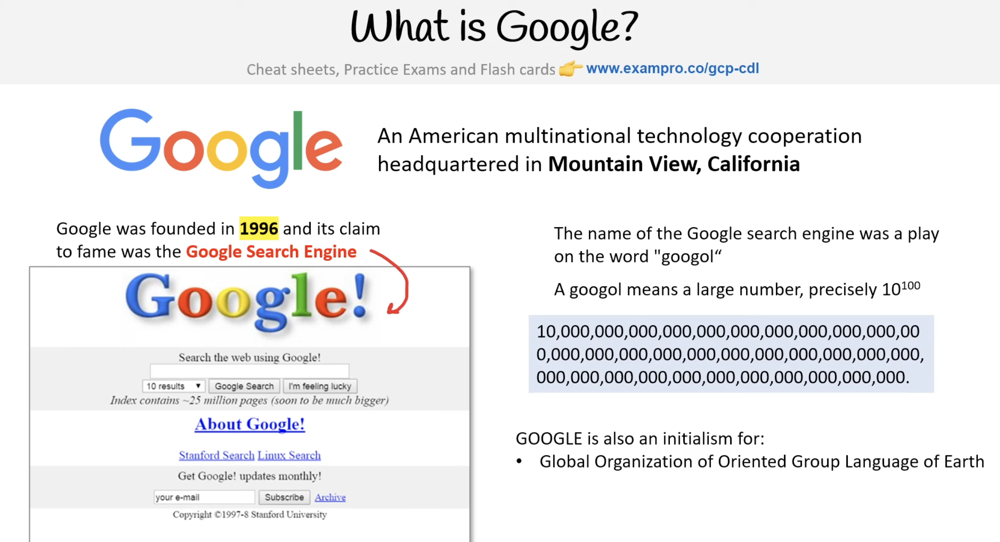 What is Google?
Cheat sheets, Practice Exams and Flash cards 👉 www.exampro.co/gcp-cdl
Google
An American multinational technology cooperation
headquartered in Mountain View, California
Google was founded in 1996 and its claim
to fame was the Google Search Engine
Google!
Search the web using Google!
10 results ▼ Google Search I'm feeling lucky
Index contains ~25 million pages (soon to be much bigger)
About Google!
Stanford Search Linux Search
Get Google! updates monthly!
your e-mail Subscribe Archive
Copyright ©1997-8 Stanford University
The name of the Google search engine was a play
on the word "googol“
A googol means a large number, precisely 10¹⁰⁰
10,000,000,000,000,000,000,000,000,000,000,00
0,000,000,000,000,000,000,000,000,000,000,000,
000,000,000,000,000,000,000,000,000,000,000.
GOOGLE is also an initialism for:
• Global Organization of Oriented Group Language of Earth